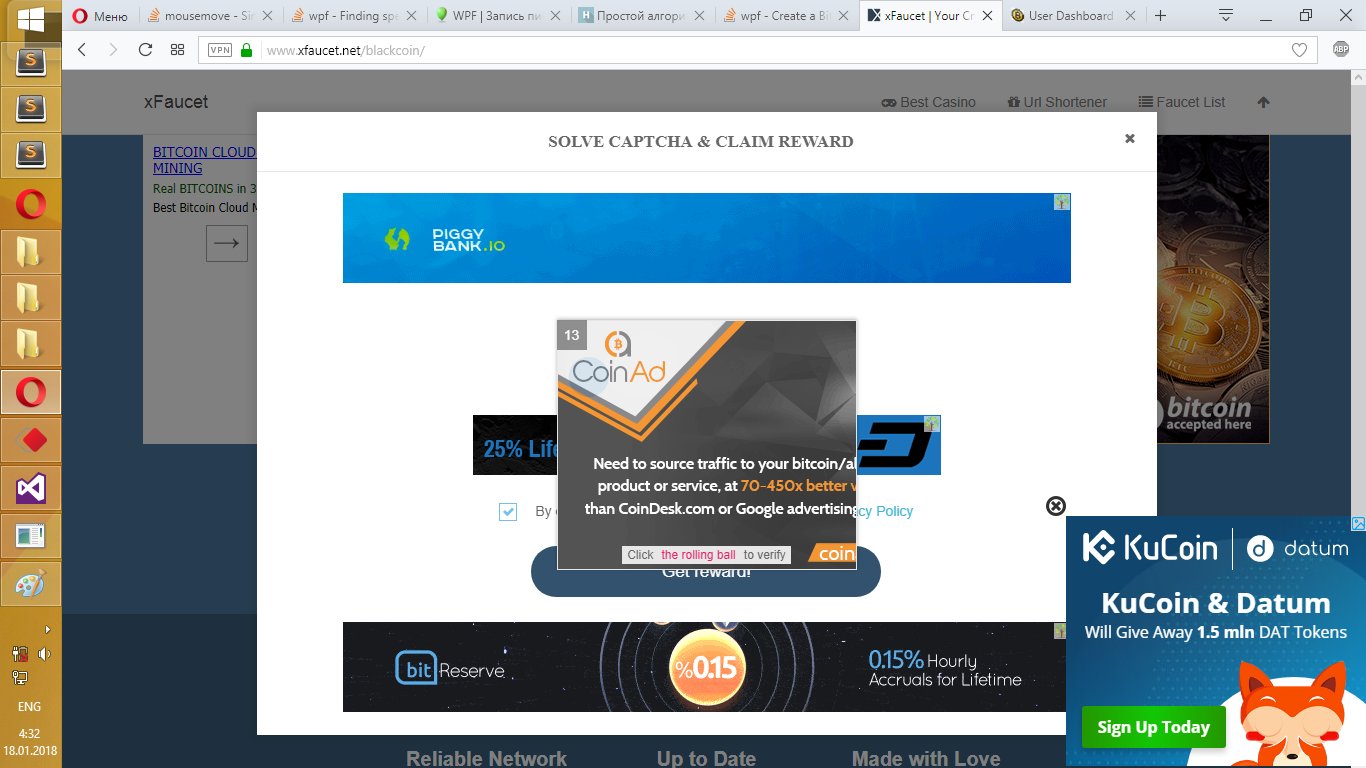 Меню
mousemove - Sir
wpf - Finding spe
WPF | Запись пи
H Простой алгори
wpf - Create a Bi
xFaucet | Your Cr
User Dashboard
VPN
www.xfaucet.net/blackcoin/
ABP
xFaucet
Best Casino
Url Shortener
Faucet List
SOLVE CAPTCHA & CLAIM REWARD
BITCOIN CLOUD
MINING
Real BITCOINS in 3
Best Bitcoin Cloud M
PIGGY
BANK.IO
13
CoinAd
bitcoin
accepted here
25% Life
Need to source traffic to your bitcoin/al
product or service, at 70-450x better v
than CoinDesk.com or Google advertising
By
cy Policy
Click the rolling ball to verify
coin
Get reward!
KuCoin
datum
KuCoin & Datum
Will Give Away 1.5 mln DAT Tokens
Sign Up Today
bitReserve
%0.15
0.15% Hourly
Accruals for Lifetime
Reliable Network
Up to Date
Made with Love
ENG
4:32
18.01.2018